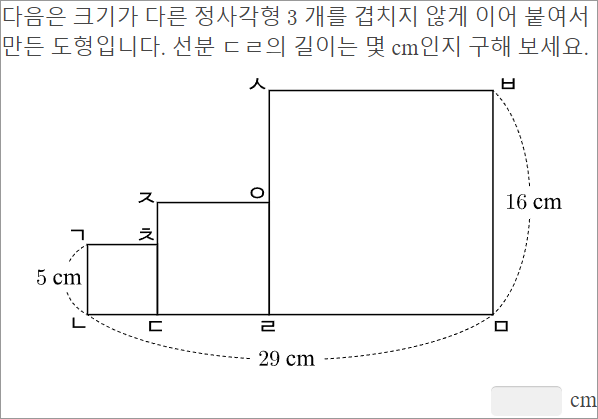 다음은 크기가 다른 정사각형 3 개를 겹치지 않게 이어 붙여서
만든 도형입니다. 선분 ㄷㄹ의 길이는 몇 cm인지 구해 보세요.
ㅅ
ㅂ
ㅈ
ㅇ
16 cm
ㄱ
ㅊ
5 cm
ㄴ
ㄷ
ㄹ
ㅁ
29 cm
cm